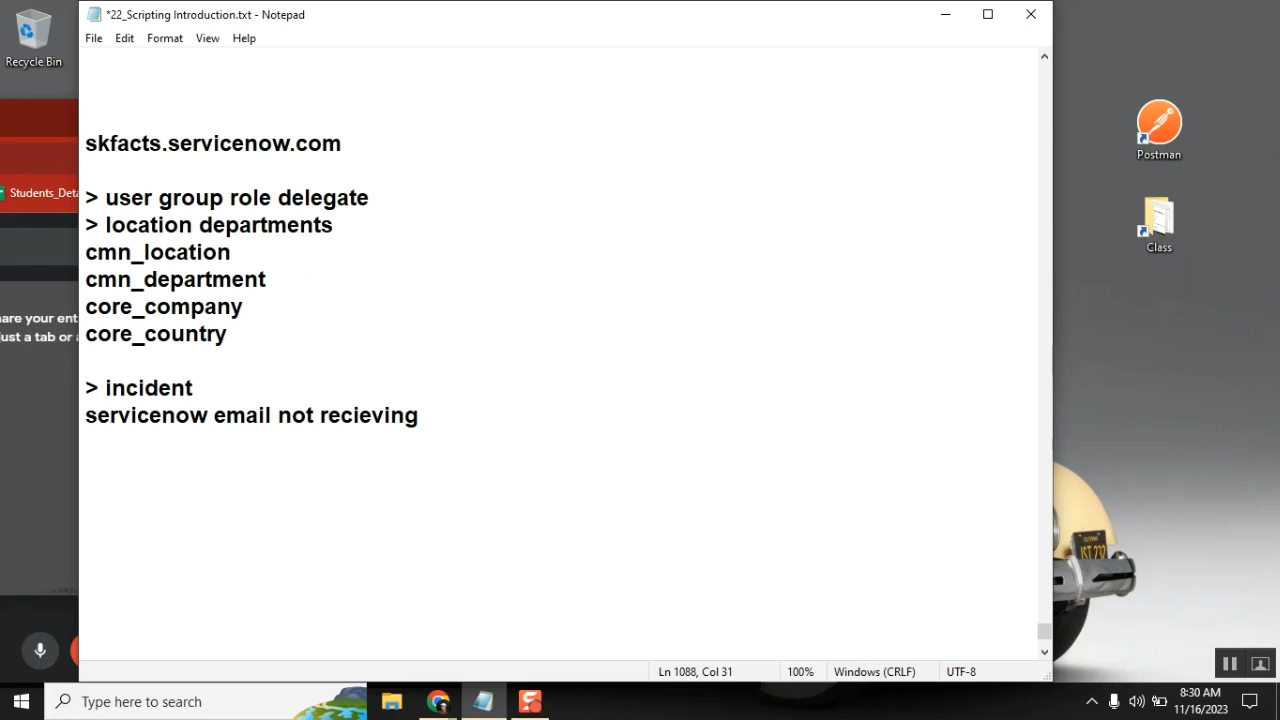 *22_Scripting Introduction.txt - Notepad
File Edit Format View Help
Recycle Bin
skfacts.servicenow.com
> user group role delegate
> location departments
cmn_location
cmn_department
core_company
core_country
> incident
servicenow email not recieving
Students_Deta
are your ent
just a tab or a
Postman
Class
Ln 1088, Col 31 100% Windows (CRLF) UTF-8
Type here to search
8:30 AM
11/16/2023